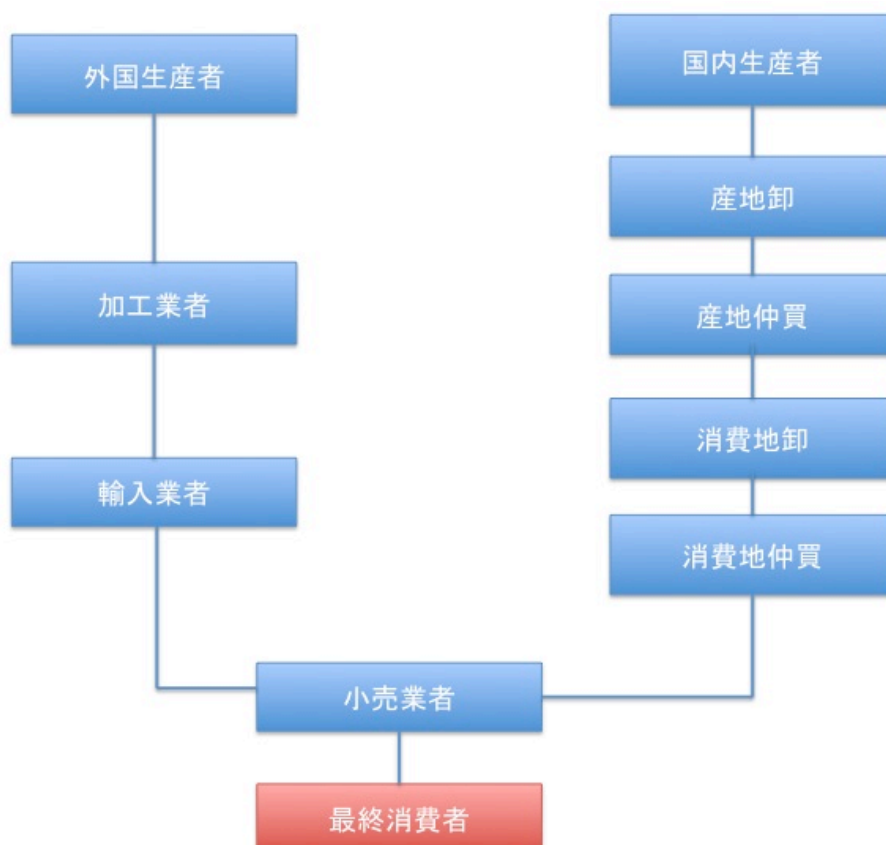 外国生産者
加工業者
輸入業者
国内生産者
産地卸
産地仲買
消費地卸
消費地仲買
小売業者
最終消費者